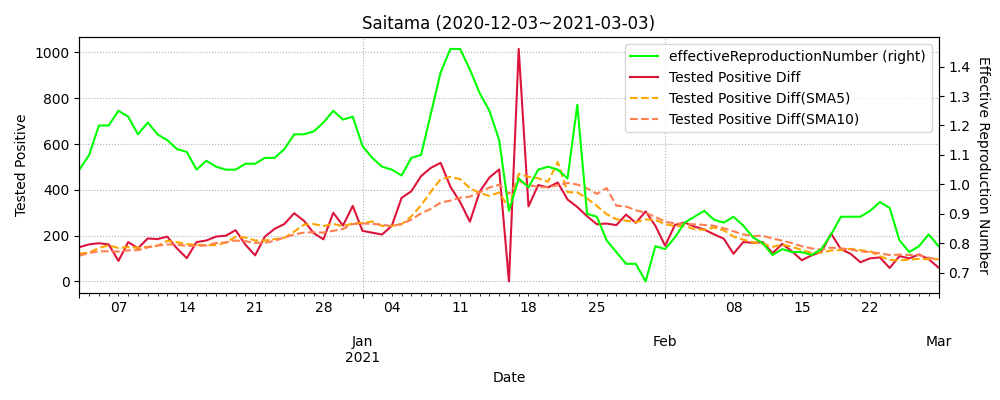 Saitama (2020-12-03~2021-03-03)
effectiveReproductionNumber (right)
Tested Positive Diff
Tested Positive Diff(SMA5)
Tested Positive Diff(SMA10)
Tested Positive
1000
800
600
400
200
0
Effective Reproduction Number
1.4
1.3
1.2
1.1
1.0
0.9
0.8
0.7
07 14 21 28 04 11 18 25 08 15 22
Jan Feb Mar
2021
Date